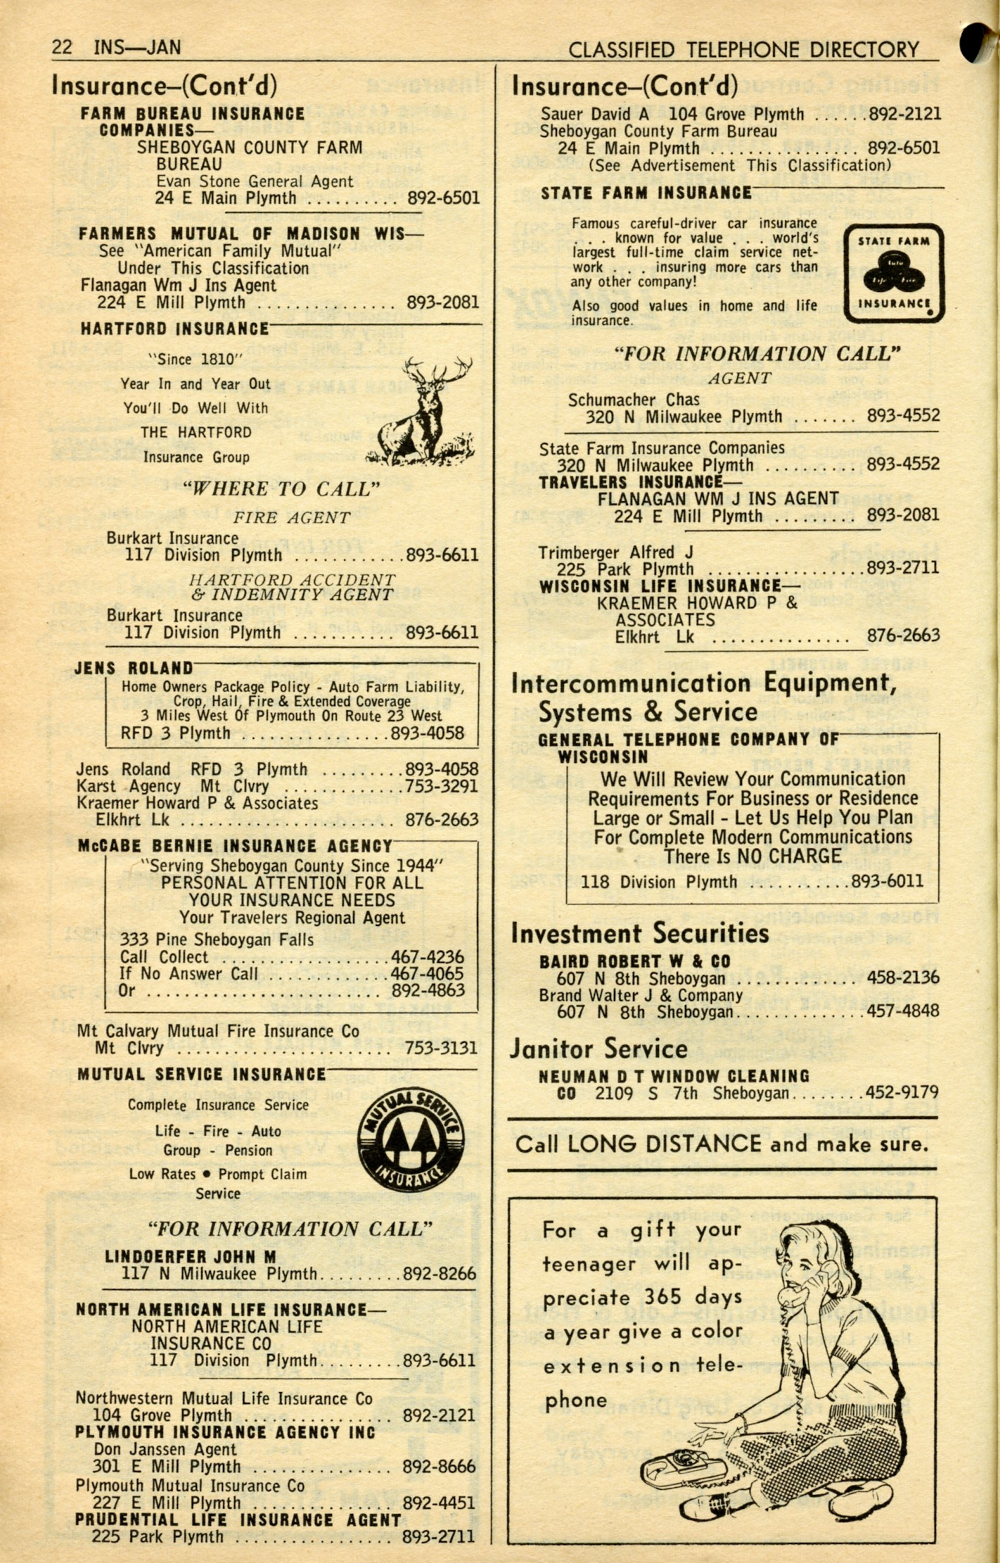 22 INS—JAN
CLASSIFIED TELEPHONE DIRECTORY
Insurance—(Cont'd)
FARM BUREAU INSURANCE
COMPANIES—
SHEBOYGAN COUNTY FARM
BUREAU
Evan Stone General Agent
24 E Main Plymth .......... 892-6501
FARMERS MUTUAL OF MADISON WIS—
See "American Family Mutual"
Under This Classification
Flanagan Wm J Ins Agent
224 E Mill Plymth ............... 893-2081
HARTFORD INSURANCE
"Since 1810"
Year In and Year Out
You'll Do Well With
THE HARTFORD
Insurance Group
"WHERE TO CALL"
FIRE AGENT
Burkart Insurance
117 Division Plymth ............893-6611
HARTFORD ACCIDENT
& INDEMNITY AGENT
Burkart Insurance
117 Division Plymth ........... 893-6611
JENS ROLAND
Home Owners Package Policy - Auto Farm Liability,
Crop, Hail, Fire & Extended Coverage
3 Miles West Of Plymouth On Route 23 West
RFD 3 Plymth ................893-4058
Jens Roland RFD 3 Plymth .........893-4058
Karst Agency Mt Clvry .............753-3291
Kraemer Howard P & Associates
Elkhrt Lk ........................ 876-2663
McCABE BERNIE INSURANCE AGENCY
"Serving Sheboygan County Since 1944"
PERSONAL ATTENTION FOR ALL
YOUR INSURANCE NEEDS
Your Travelers Regional Agent
333 Pine Sheboygan Falls
Call Collect ...................467-4236
If No Answer Call ..............467-4065
Or ........................... 892-4863
Mt Calvary Mutual Fire Insurance Co
Mt Clvry ......................... 753-3131
MUTUAL SERVICE INSURANCE
Complete Insurance Service
Life - Fire - Auto
Group - Pension
Low Rates • Prompt Claim
Service
MUTUAL SERVICE
INSURANCE
"FOR INFORMATION CALL"
LINDOERFER JOHN M
117 N Milwaukee Plymth.........892-8266
NORTH AMERICAN LIFE INSURANCE—
NORTH AMERICAN LIFE
INSURANCE CO
117 Division Plymth.........893-6611
Northwestern Mutual Life Insurance Co
104 Grove Plymth ................ 892-2121
PLYMOUTH INSURANCE AGENCY INC
Don Janssen Agent
301 E Mill Plymth ............... 892-8666
Plymouth Mutual Insurance Co
227 E Mill Plymth ............... 892-4451
PRUDENTIAL LIFE INSURANCE AGENT
225 Park Plymth ................. 893-2711
Insurance—(Cont'd)
Sauer David A 104 Grove Plymth ......892-2121
Sheboygan County Farm Bureau
24 E Main Plymth ................ 892-6501
(See Advertisement This Classification)
STATE FARM INSURANCE
Famous careful-driver car insurance
. . . known for value . . . world's
largest full-time claim service net-
work . . . insuring more cars than
any other company!
Also good values in home and life
insurance.
STATE FARM
Auto
Life Fire
INSURANCE
"FOR INFORMATION CALL"
AGENT
Schumacher Chas
320 N Milwaukee Plymth ....... 893-4552
State Farm Insurance Companies
320 N Milwaukee Plymth .......... 893-4552
TRAVELERS INSURANCE—
FLANAGAN WM J INS AGENT
224 E Mill Plymth ......... 893-2081
Trimberger Alfred J
225 Park Plymth ..................893-2711
WISCONSIN LIFE INSURANCE—
KRAEMER HOWARD P &
ASSOCIATES
Elkhrt Lk ............... 876-2663
Intercommunication Equipment,
Systems & Service
GENERAL TELEPHONE COMPANY OF
WISCONSIN
We Will Review Your Communication
Requirements For Business or Residence
Large or Small - Let Us Help You Plan
For Complete Modern Communications
There Is NO CHARGE
118 Division Plymth ...........893-6011
Investment Securities
BAIRD ROBERT W & CO
607 N 8th Sheboygan ............. 458-2136
Brand Walter J & Company
607 N 8th Sheboygan.............. 457-4848
Janitor Service
NEUMAN D T WINDOW CLEANING
CO 2109 S 7th Sheboygan........452-9179
Call LONG DISTANCE and make sure.
For a gift your
teenager will ap-
preciate 365 days
a year give a color
extension tele-
phone